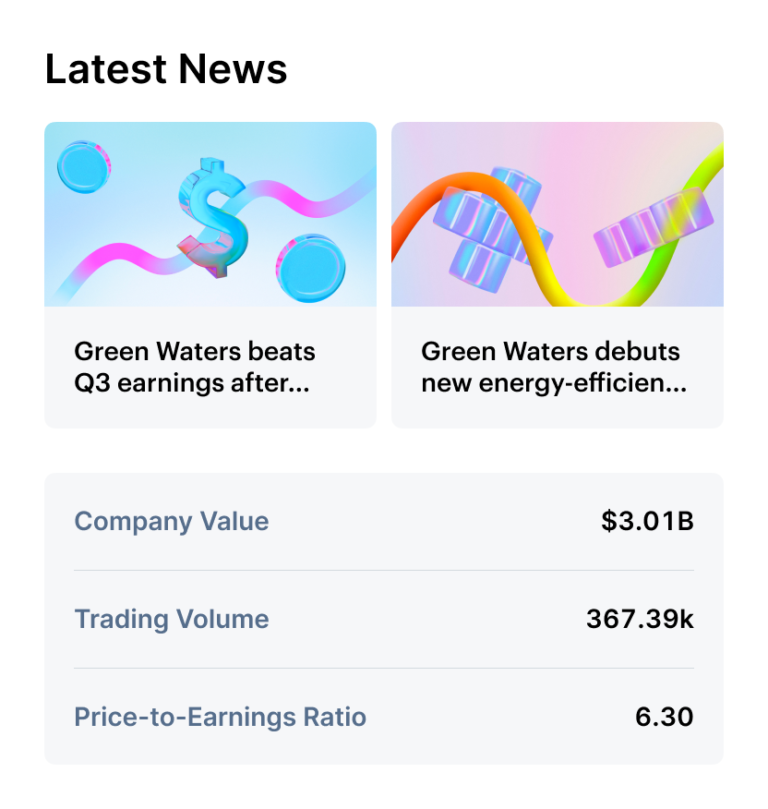 Latest News
Green Waters beats
Q3 earnings after...
Green Waters debuts
new energy-efficien...
Company Value
$3.01B
Trading Volume
367.39k
Price-to-Earnings Ratio
6.30